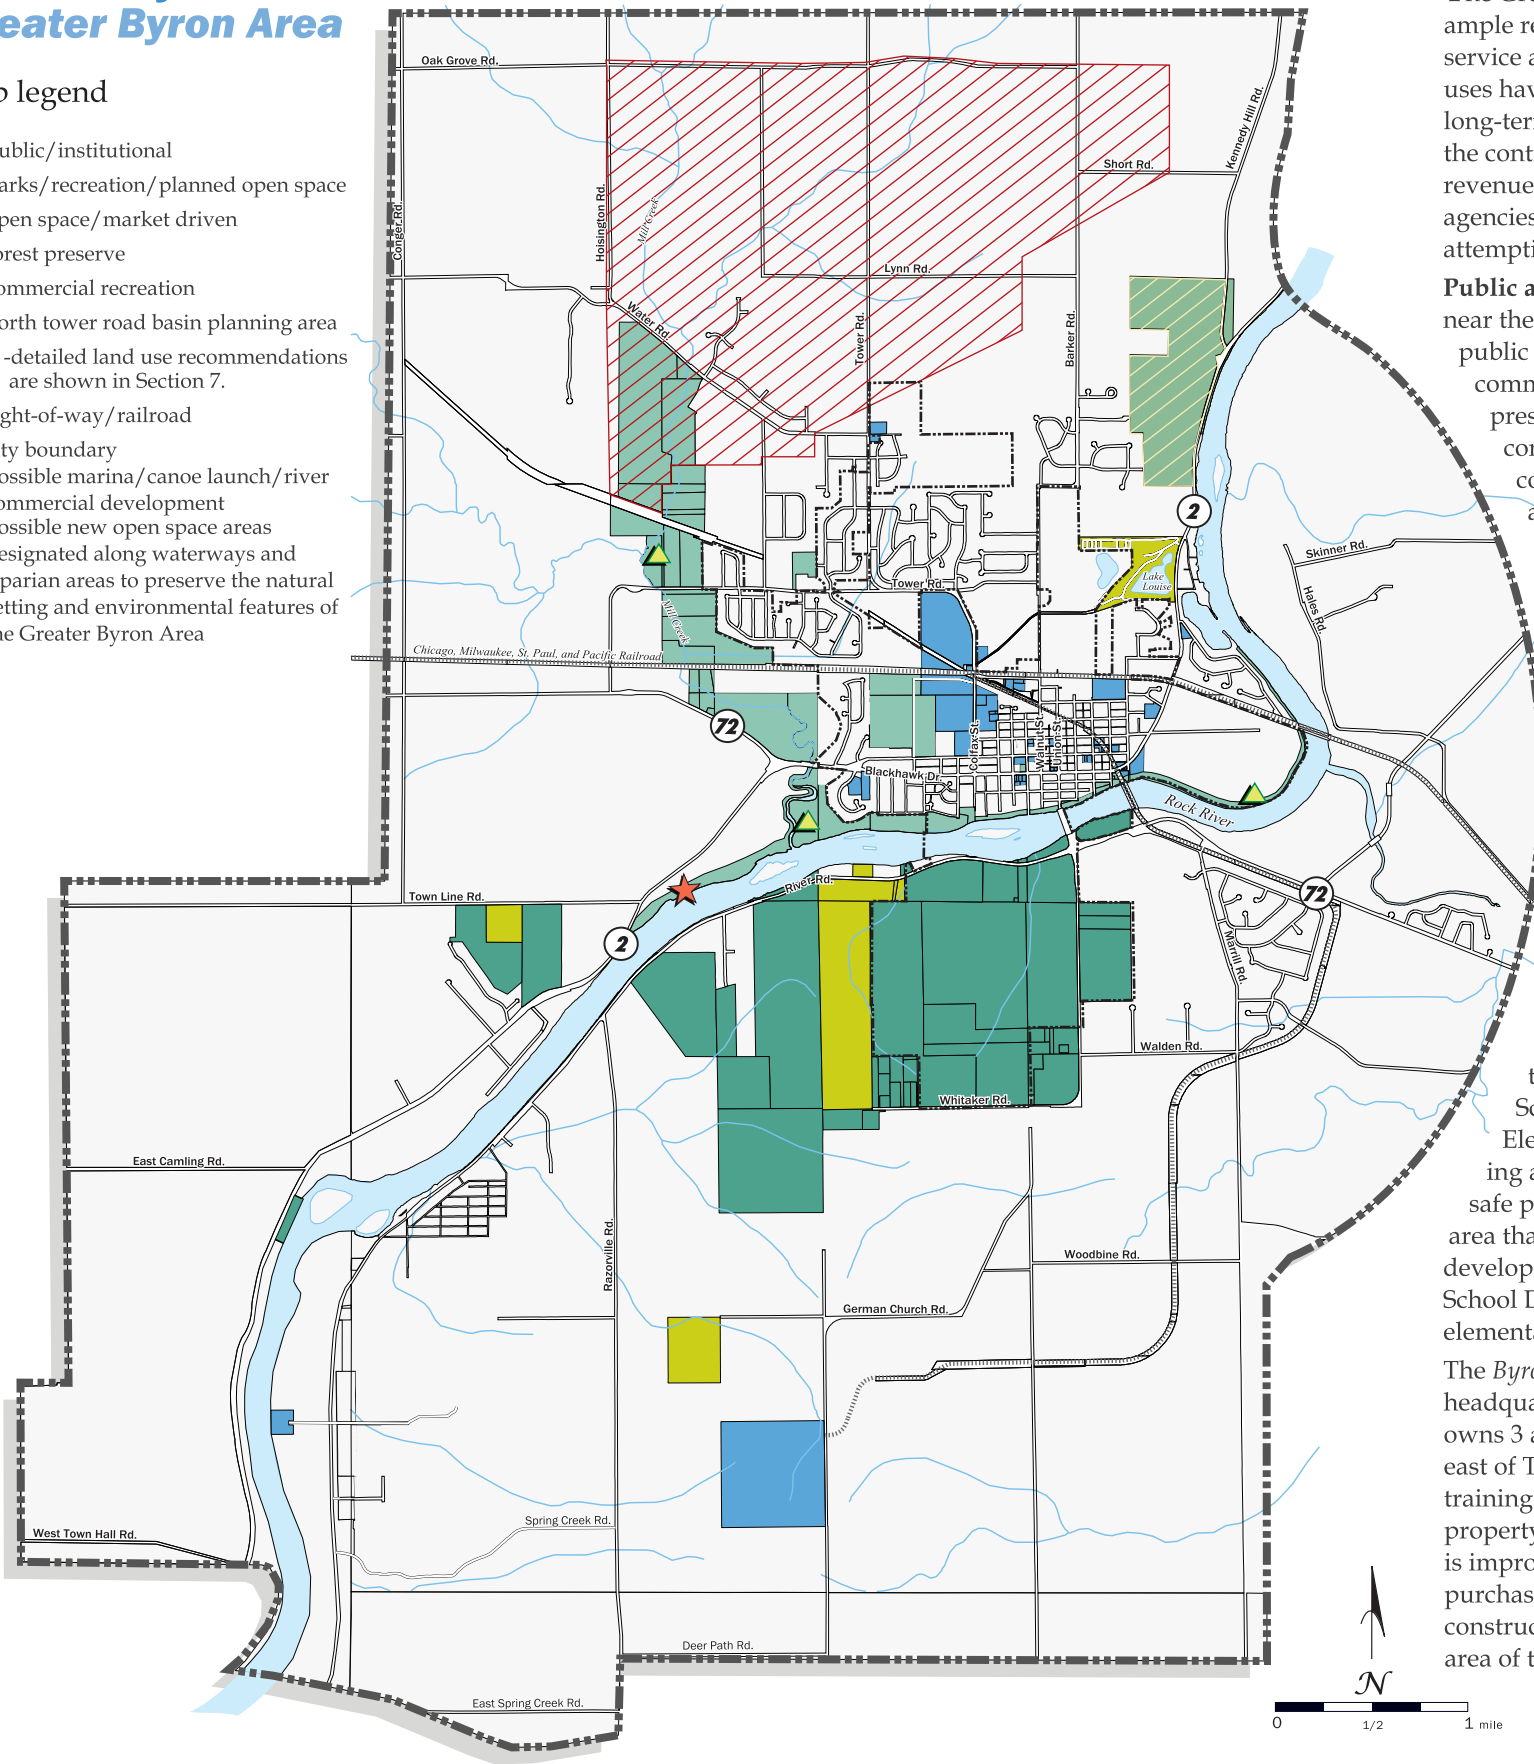 eater Byron Area
p legend
ublic/institutional
arks/recreation/planned open space
pen space/market driven
orest preserve
ommercial recreation
orth tower road basin planning area
-detailed land use recommendations
are shown in Section 7.
ght-of-way/railroad
ty boundary
ossible marina/canoe launch/river
ommercial development
ossible new open space areas
esignated along waterways and
parian areas to preserve the natural
etting and environmental features of
he Greater Byron Area
Oak Grove Rd.
Conger Rd.
Hoisington Rd.
Mill Creek
Short Rd.
Kennedy Hill Rd.
Lynn Rd.
Water Rd.
Tower Rd.
Barker Rd.
2
Skinner Rd.
Hales Rd.
Lake
Louise
Tower Rd.
Mill Creek
Chicago, Milwaukee, St. Paul, and Pacific Railroad
72
Colfax St.
Walnut St.
Union St.
Blackhawk Dr.
Rock River
River Rd.
72
Town Line Rd.
2
Marrill Rd.
Walden Rd.
Whitaker Rd.
East Camling Rd.
Razorville Rd.
Woodbine Rd.
German Church Rd.
Spring Creek Rd.
West Town Hall Rd.
Deer Path Rd.
East Spring Creek Rd.
N
0 1/2 1 mile
ample re
service a
uses hav
long-ter
the cont
revenue
agencies
attempti
Public a
near the
public
comm
pres
con
co
a
t
Sc
Ele
ing a
safe p
area tha
develop
School D
elementa
The Byro
headqua
owns 3 a
east of T
training
property
is impro
purchas
construc
area of t